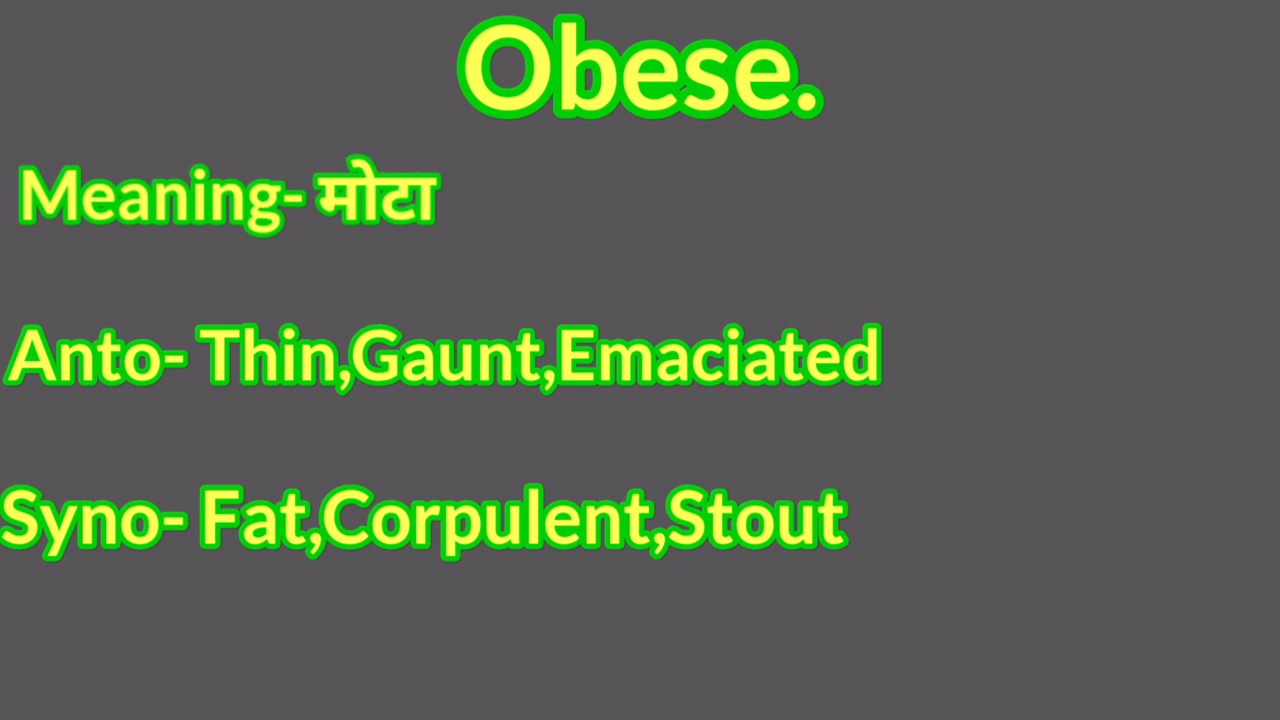 Obese.
Meaning- मोटा
Anto- Thin,Gaunt,Emaciated
Syno- Fat,Corpulent,Stout